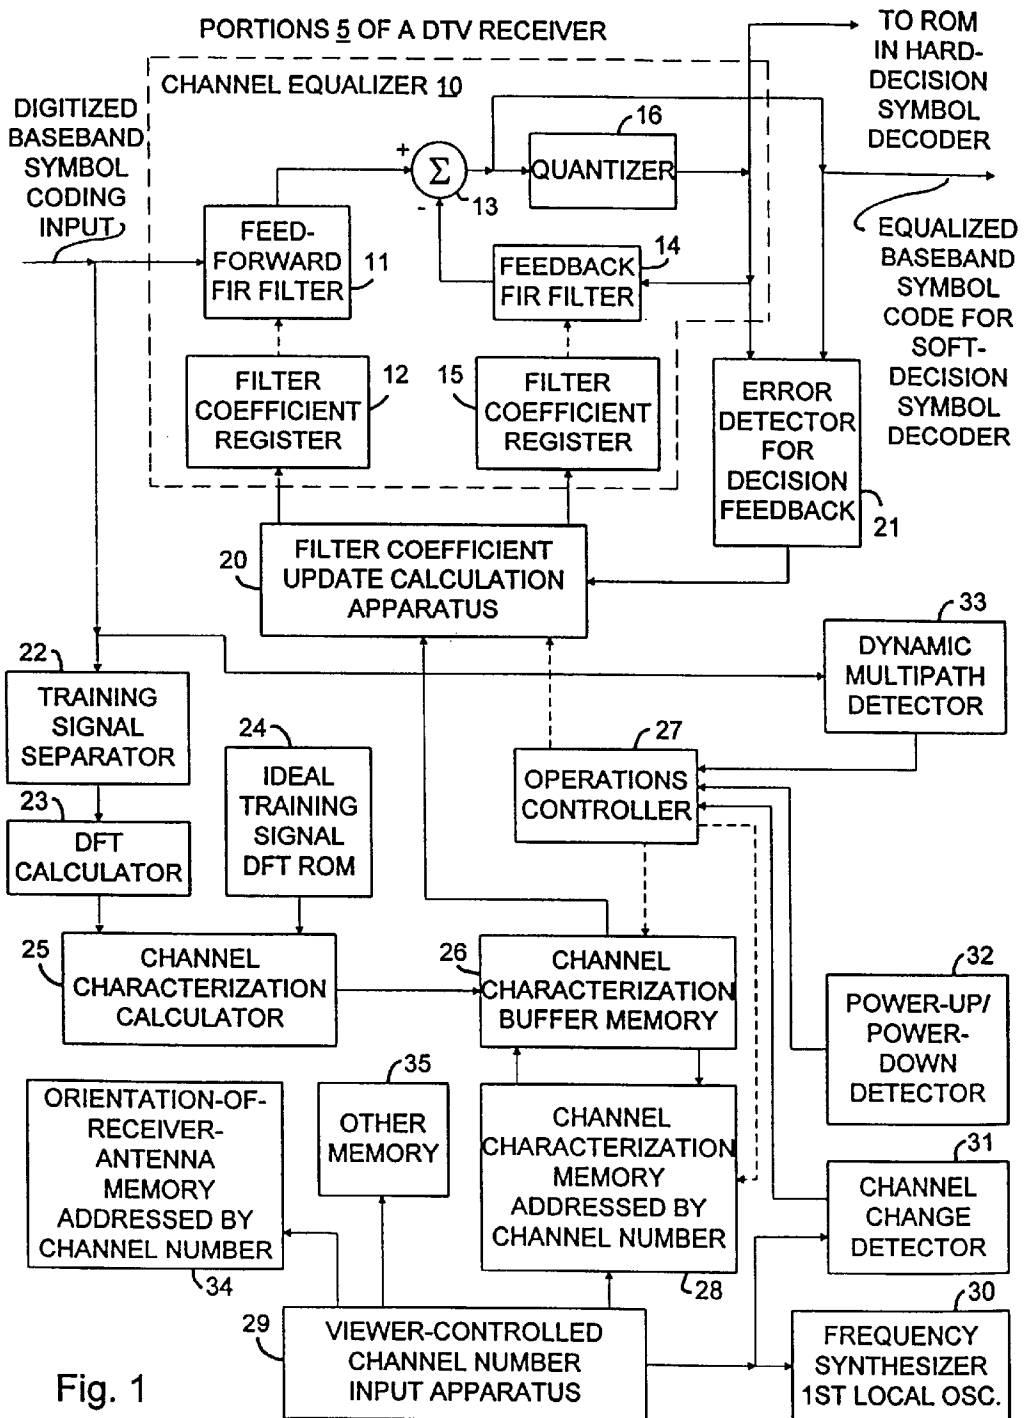 PORTIONS 5 OF A DTV RECEIVER
TO ROM
IN HARD-
DECISION
SYMBOL
DECODER
CHANNEL EQUALIZER 10
DIGITIZED
BASEBAND
SYMBOL
CODING
INPUT
16
QUANTIZER
+
Σ
-
13
FEED-
FORWARD
FIR FILTER
11
14
FEEDBACK
FIR FILTER
EQUALIZED
BASEBAND
SYMBOL
CODE FOR
SOFT-
DECISION
SYMBOL
DECODER
FILTER
COEFFICIENT
REGISTER
12
15
FILTER
COEFFICIENT
REGISTER
ERROR
DETECTOR
FOR
DECISION
FEEDBACK
21
20
FILTER COEFFICIENT
UPDATE CALCULATION
APPARATUS
33
DYNAMIC
MULTIPATH
DETECTOR
22
TRAINING
SIGNAL
SEPARATOR
24
IDEAL
TRAINING
SIGNAL
DFT ROM
27
OPERATIONS
CONTROLLER
23
DFT
CALCULATOR
25
CHANNEL
CHARACTERIZATION
CALCULATOR
26
CHANNEL
CHARACTERIZATION
BUFFER MEMORY
32
POWER-UP/
POWER-
DOWN
DETECTOR
ORIENTATION-OF-
RECEIVER-
ANTENNA
MEMORY
ADDRESSED BY
CHANNEL NUMBER
34
35
OTHER
MEMORY
CHANNEL
CHARACTERIZATION
MEMORY
ADDRESSED BY
CHANNEL NUMBER
28
31
CHANNEL
CHANGE
DETECTOR
29
VIEWER-CONTROLLED
CHANNEL NUMBER
INPUT APPARATUS
30
FREQUENCY
SYNTHESIZER
1ST LOCAL OSC.
Fig. 1